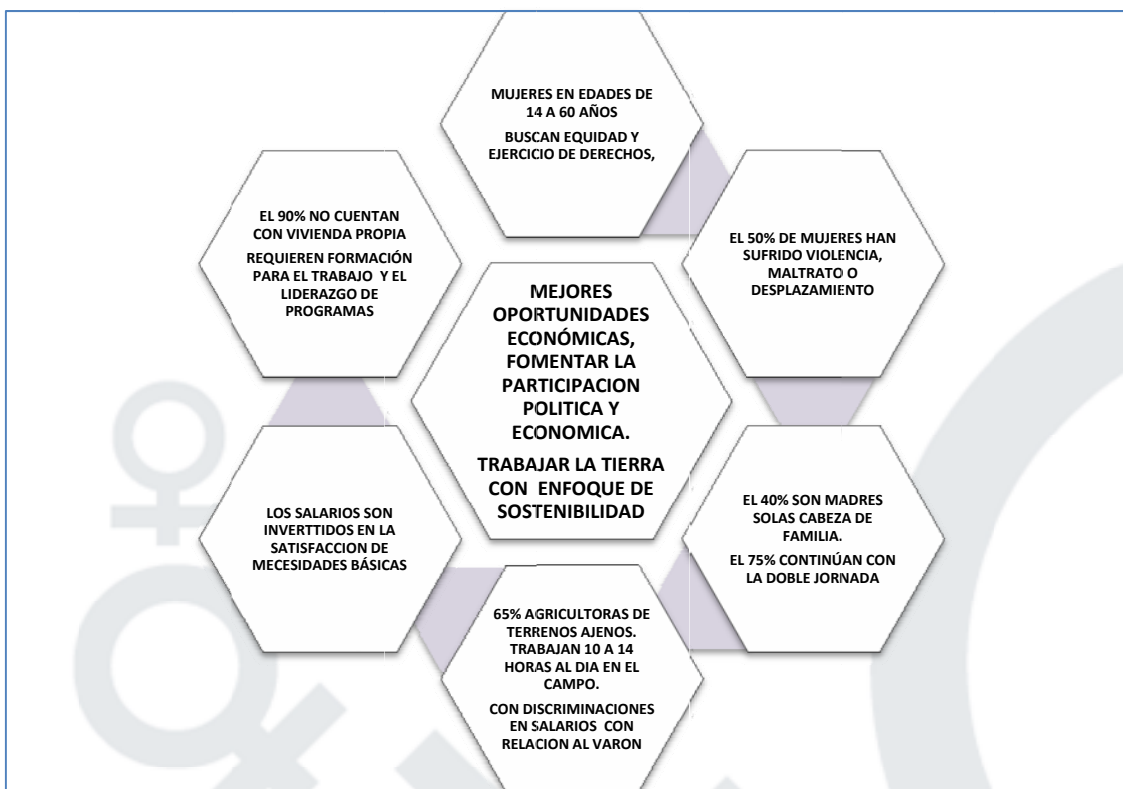 MUJERES EN EDADES DE
14 A 60 AÑOS
BUSCAN EQUIDAD Y
EJERCICIO DE DERECHOS,
EL 50% DE MUJERES HAN
SUFRIDO VIOLENCIA,
MALTRATO O
DESPLAZAMIENTO
EL 40% SON MADRES
SOLAS CABEZA DE
FAMILIA.
EL 75% CONTINÚAN CON
LA DOBLE JORNADA
65% AGRICULTORAS DE
TERRENOS AJENOS.
TRABAJAN 10 A 14
HORAS AL DIA EN EL
CAMPO.
CON DISCRIMINACIONES
EN SALARIOS CON
RELACION AL VARON
LOS SALARIOS SON
INVERTTIDOS EN LA
SATISFACCION DE
MECESIDADES BÁSICAS
EL 90% NO CUENTAN
CON VIVIENDA PROPIA
REQUIEREN FORMACIÓN
PARA EL TRABAJO Y EL
LIDERAZGO DE
PROGRAMAS
MEJORES
OPORTUNIDADES
ECONÓMICAS,
FOMENTAR LA
PARTICIPACION
POLITICA Y
ECONOMICA.
TRABAJAR LA TIERRA
CON ENFOQUE DE
SOSTENIBILIDAD